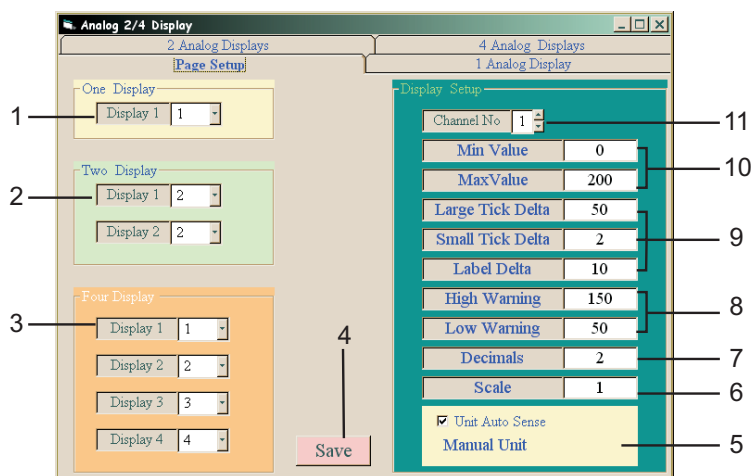 Analog 2/4 Display
2 Analog Displays
4 Analog Displays
Page Setup
1 Analog Display
One Display
Display 1 1
Two Display
Display 1 2
Display 2 2
Four Display
Display 1 1
Display 2 2
Display 3 3
Display 4 4
Save
Display Setup
Channel No 1
Min Value 0
MaxValue 200
Large Tick Delta 50
Small Tick Delta 2
Label Delta 10
High Warning 150
Low Warning 50
Decimals 2
Scale 1
Unit Auto Sense
Manual Unit
1
2
3
4
11
10
9
8
7
6
5